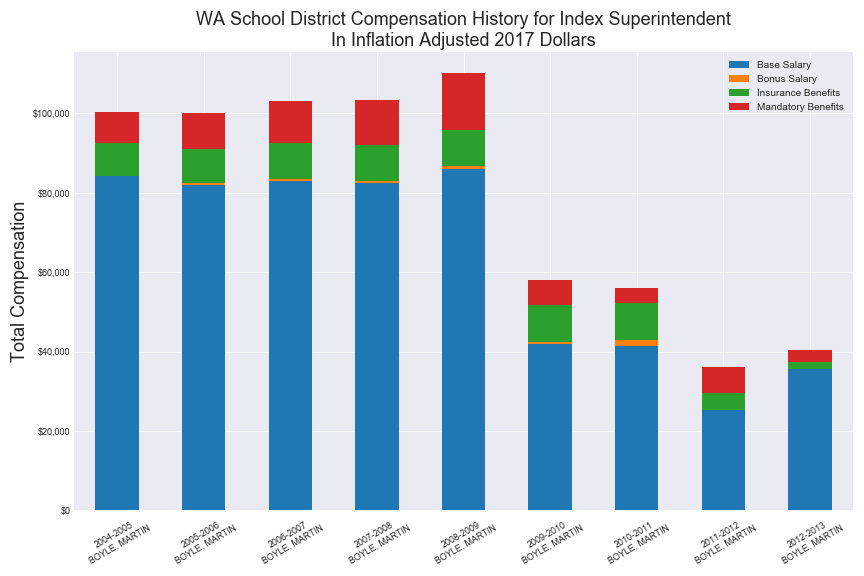 WA School District Compensation History for Index Superintendent
In Inflation Adjusted 2017 Dollars
Base Salary
Bonus Salary
Insurance Benefits
Mandatory Benefits
Total Compensation
$100,000
$80,000
$60,000
$40,000
$20,000
$0
2004-2005
BOYLE, MARTIN
2005-2006
BOYLE, MARTIN
2006-2007
BOYLE, MARTIN
2007-2008
BOYLE, MARTIN
2008-2009
BOYLE, MARTIN
2009-2010
BOYLE, MARTIN
2010-2011
BOYLE, MARTIN
2011-2012
BOYLE, MARTIN
2012-2013
BOYLE, MARTIN